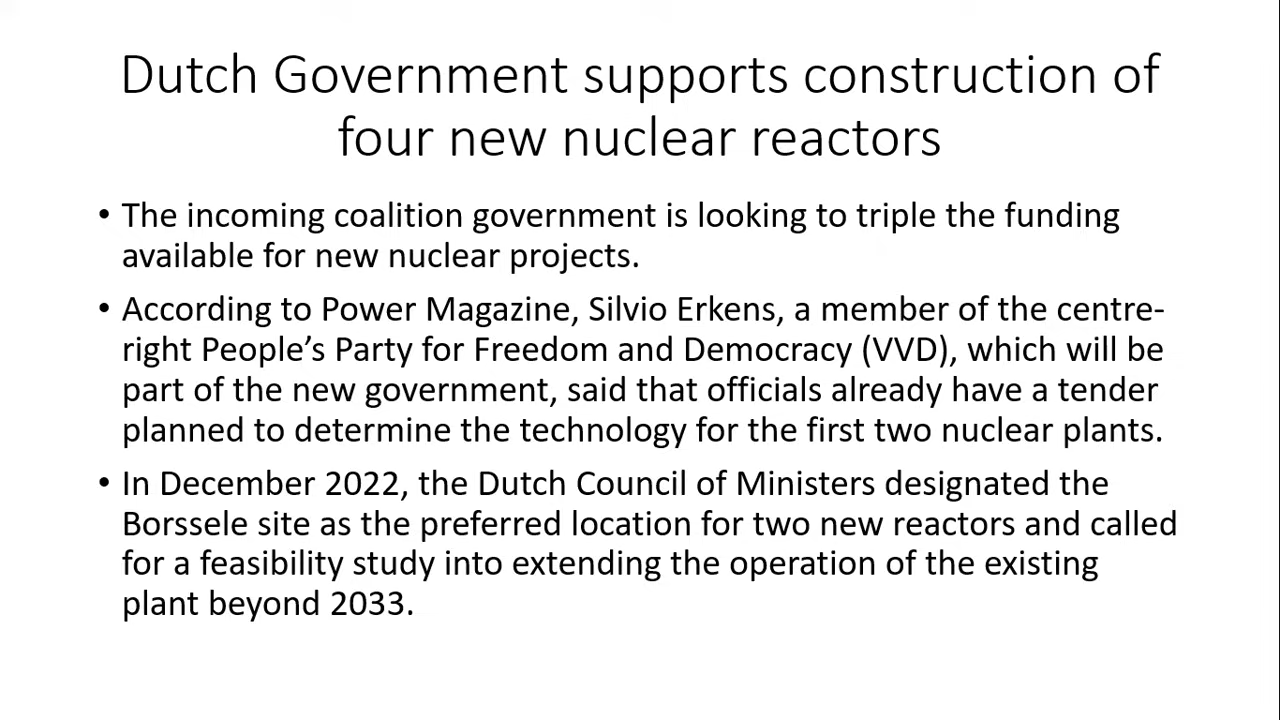 Dutch Government supports construction of
four new nuclear reactors
• The incoming coalition government is looking to triple the funding
available for new nuclear projects.
• According to Power Magazine, Silvio Erkens, a member of the centre-
right People’s Party for Freedom and Democracy (VVD), which will be
part of the new government, said that officials already have a tender
planned to determine the technology for the first two nuclear plants.
• In December 2022, the Dutch Council of Ministers designated the
Borssele site as the preferred location for two new reactors and called
for a feasibility study into extending the operation of the existing
plant beyond 2033.